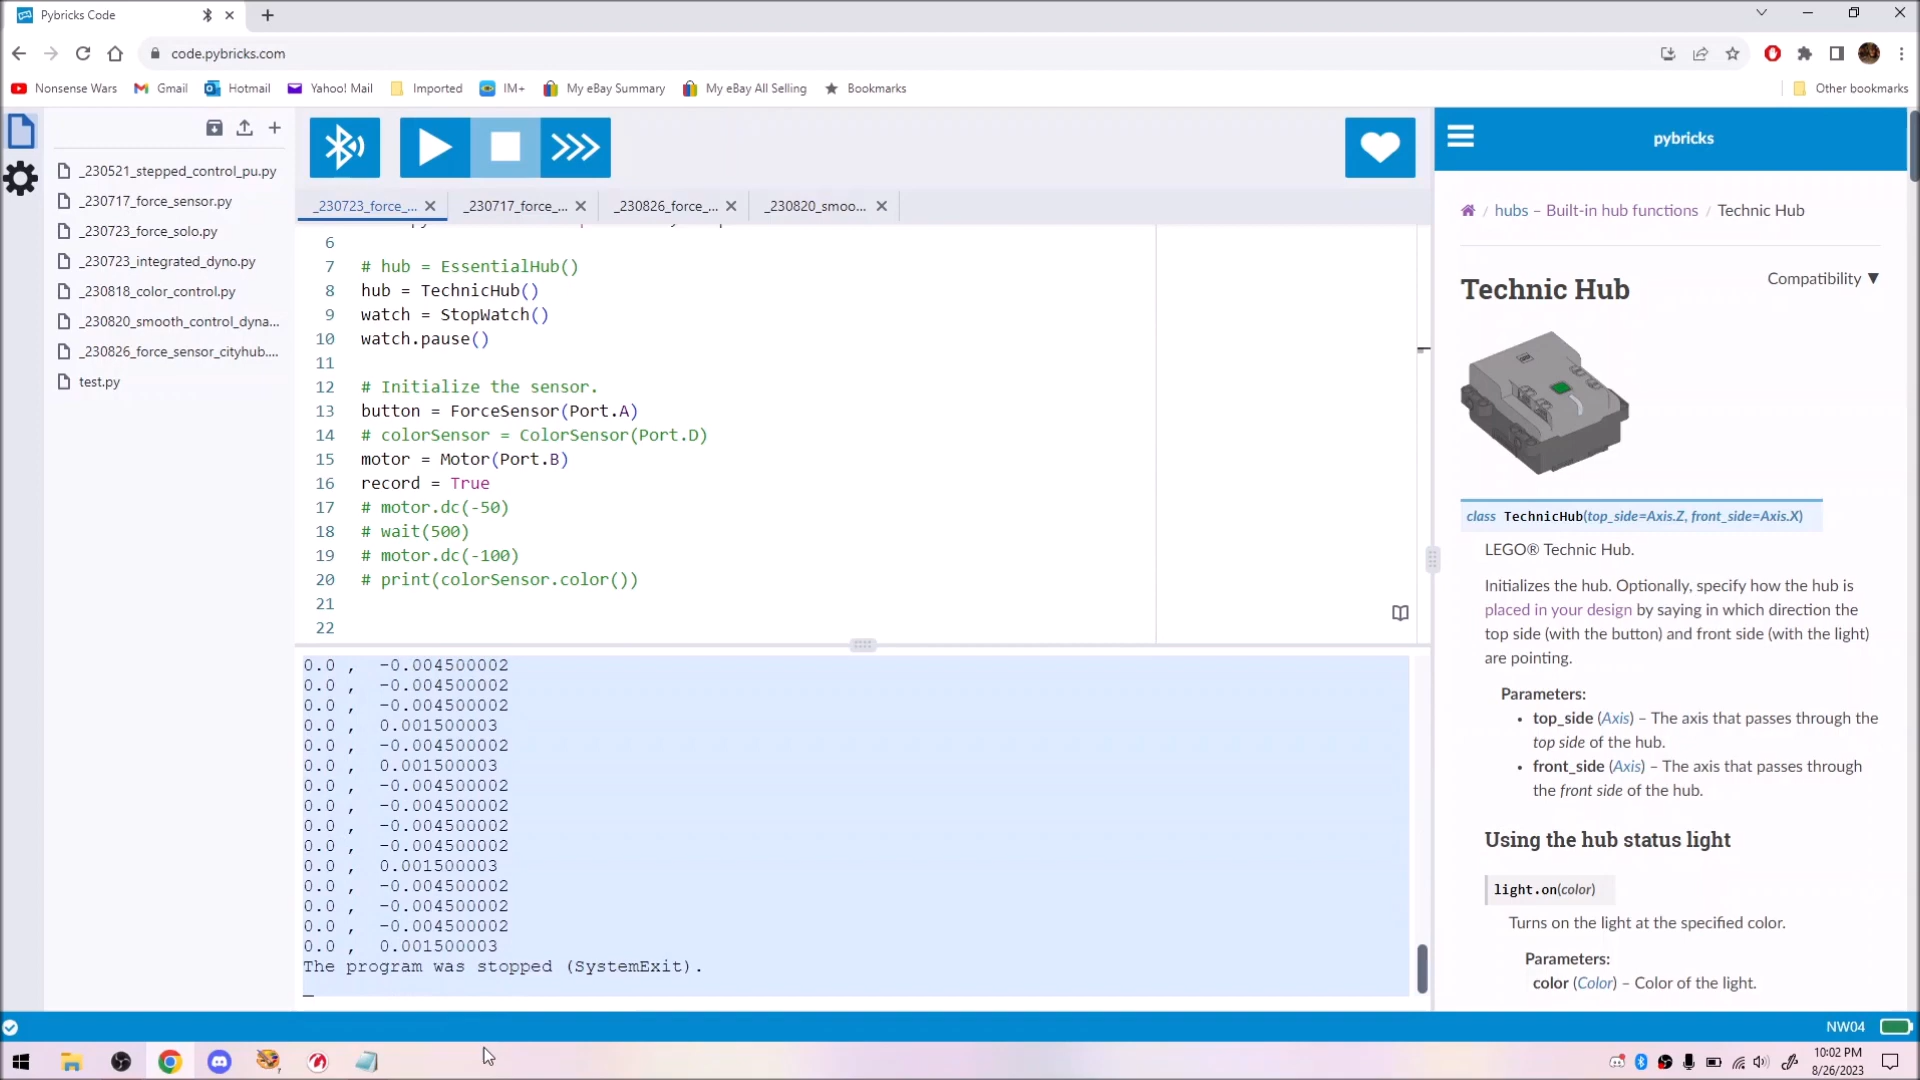 Pybricks Code
code.pybricks.com
Nonsense Wars
Gmail
Hotmail
Yahoo! Mail
Imported
IM+
My eBay Summary
My eBay All Selling
Bookmarks
Other bookmarks
_230521_stepped_control_pu.py
_230717_force_sensor.py
_230723_force_solo.py
_230723_integrated_dyno.py
_230818_color_control.py
_230820_smooth_control_dyna...
_230826_force_sensor_cityhub....
test.py
_230723_force_...
_230717_force_...
_230826_force_...
_230820_smoo...
6
7 # hub = EssentialHub()
8 hub = TechnicHub()
9 watch = StopWatch()
10 watch.pause()
11
12 # Initialize the sensor.
13 button = ForceSensor(Port.A)
14 # colorSensor = ColorSensor(Port.D)
15 motor = Motor(Port.B)
16 record = True
17 # motor.dc(-50)
18 # wait(500)
19 # motor.dc(-100)
20 # print(colorSensor.color())
21
22
0.0 , -0.004500002
0.0 , -0.004500002
0.0 , -0.004500002
0.0 , 0.001500003
0.0 , -0.004500002
0.0 , 0.001500003
0.0 , -0.004500002
0.0 , -0.004500002
0.0 , -0.004500002
0.0 , -0.004500002
0.0 , 0.001500003
0.0 , -0.004500002
0.0 , -0.004500002
0.0 , -0.004500002
0.0 , 0.001500003
The program was stopped (SystemExit).
pybricks
/ hubs – Built-in hub functions / Technic Hub
Technic Hub
Compatibility ▼
class TechnicHub(top_side=Axis.Z, front_side=Axis.X)
LEGO® Technic Hub.
Initializes the hub. Optionally, specify how the hub is
placed in your design by saying in which direction the
top side (with the button) and front side (with the light)
are pointing.
Parameters:
• top_side (Axis) – The axis that passes through the
top side of the hub.
• front_side (Axis) – The axis that passes through
the front side of the hub.
Using the hub status light
light.on(color)
Turns on the light at the specified color.
Parameters:
color (Color) – Color of the light.
NW04
10:02 PM
8/26/2023